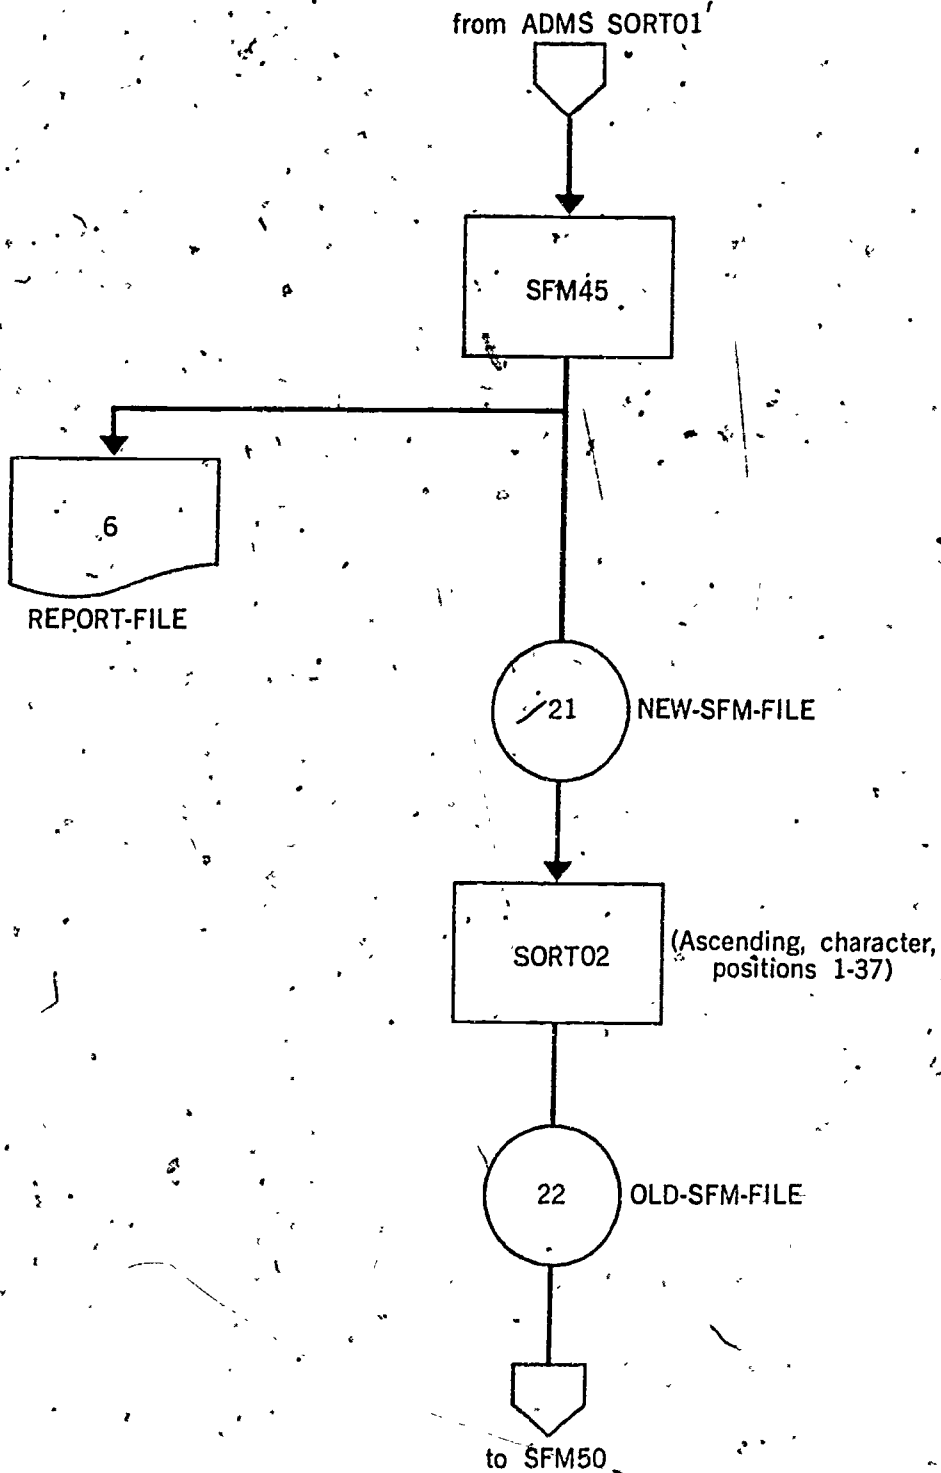 from ADMS SORT01
SFM45
6
REPORT-FILE
21 NEW-SFM-FILE
SORT02
(Ascending, character,
positions 1-37)
22 OLD-SFM-FILE
to SFM50